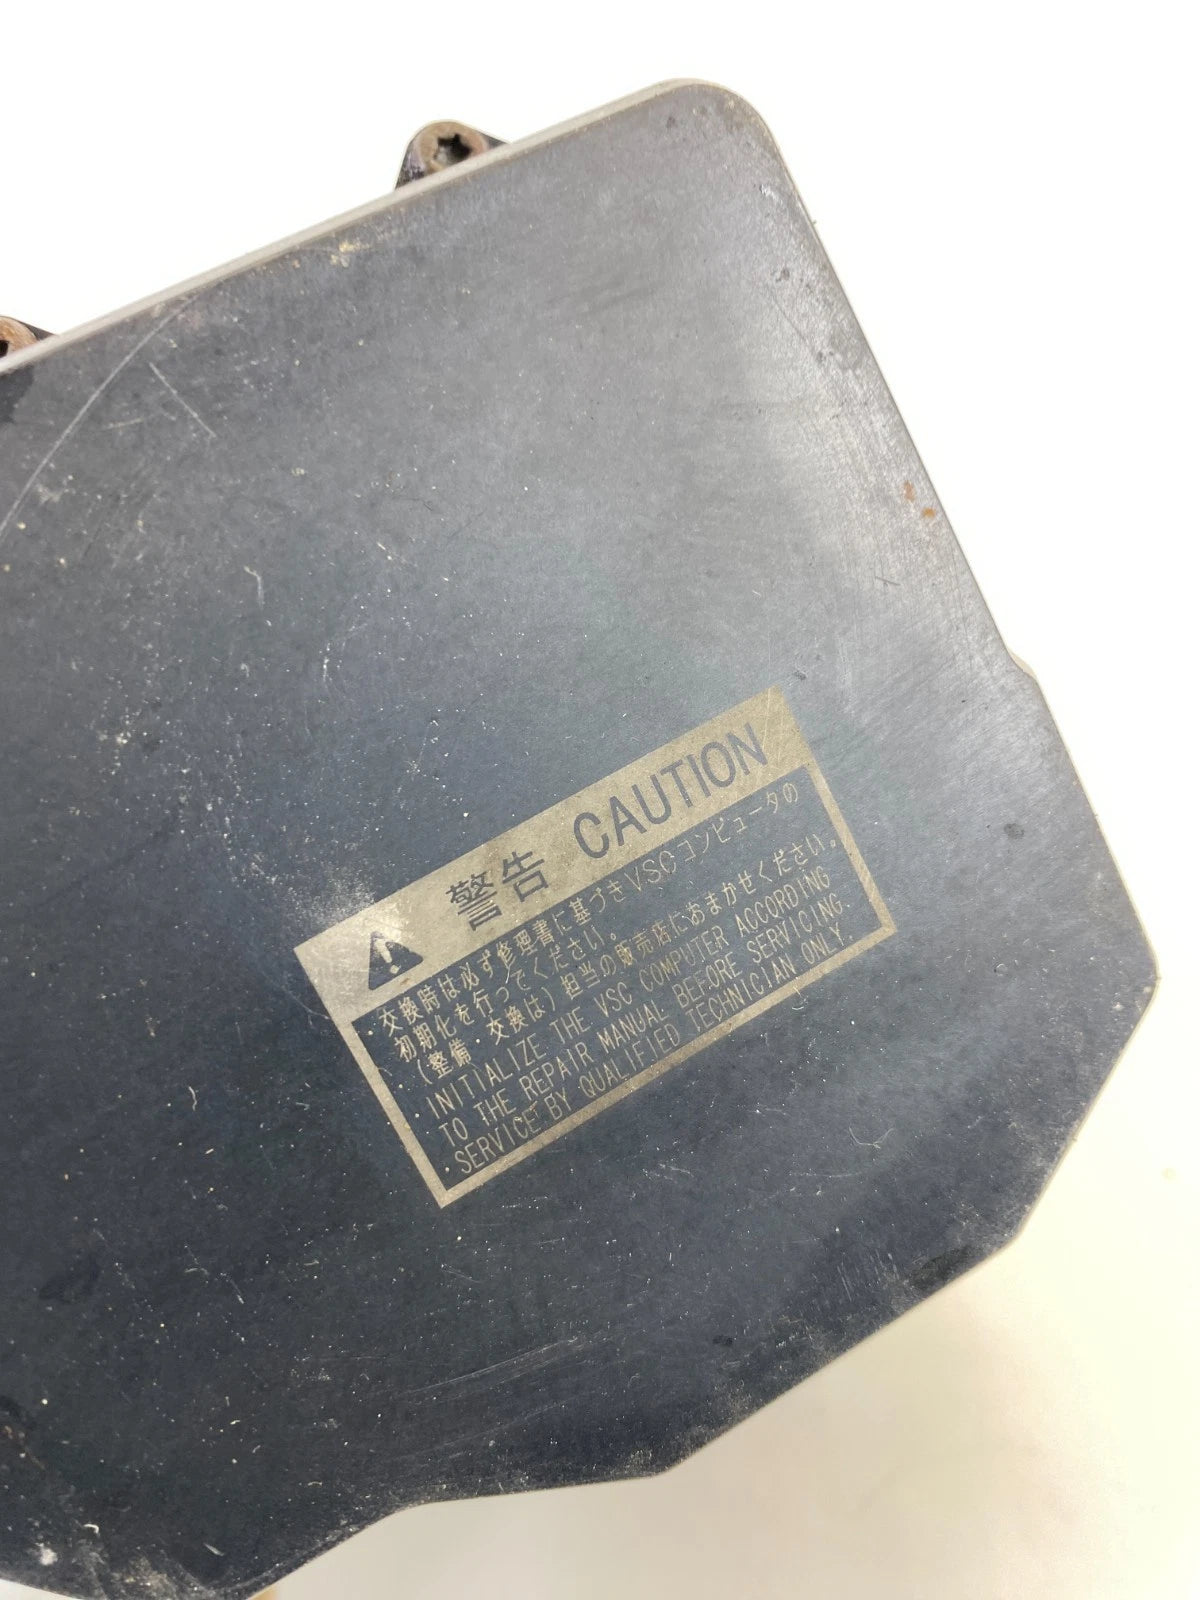 警告 CAUTION
・交換時は必ず修理書に基づきVSCコンピュータの
初期化を行ってください。
・(整備・交換は)担当の販売店におまかせください。
・INITIALIZE THE VSC COMPUTER ACCORDING
TO THE REPAIR MANUAL BEFORE SERVICING.
・SERVICE BY QUALIFIED TECHNICIAN ONLY.